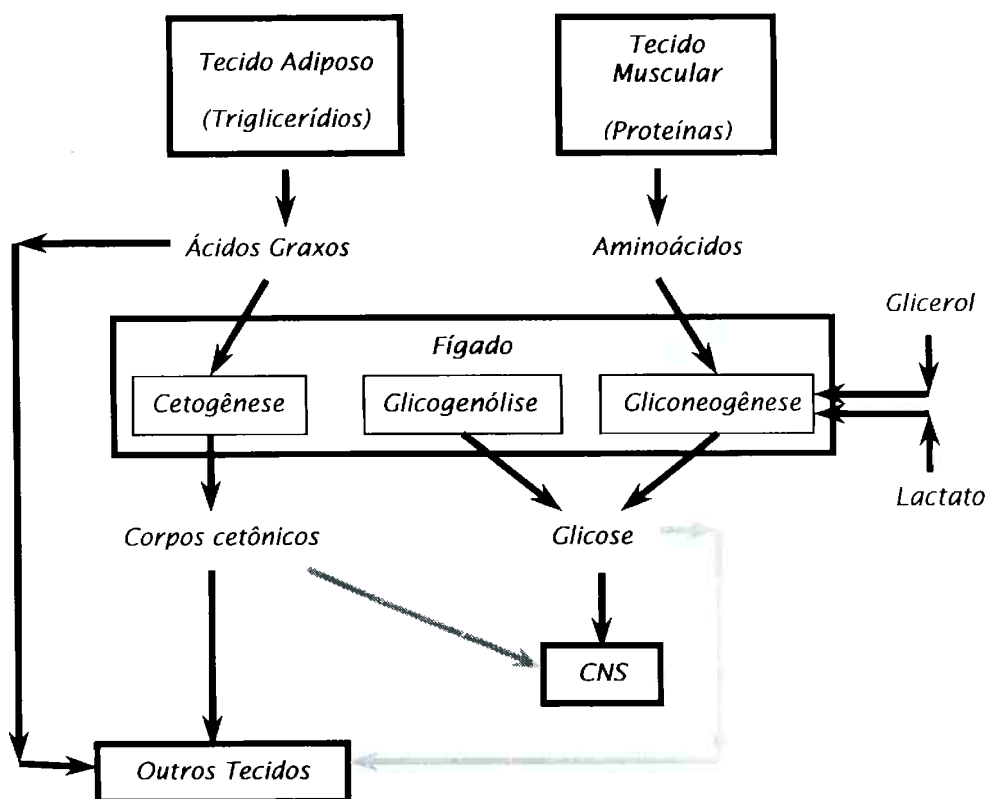 Tecido Adiposo
(Triglicerídios)
Tecido
Muscular
(Proteínas)
Ácidos Graxos
Aminoácidos
Glicerol
Fígado
Cetogênese
Glicogenólise
Gliconeogênese
Lactato
Corpos cetônicos
Glicose
CNS
Outros Tecidos